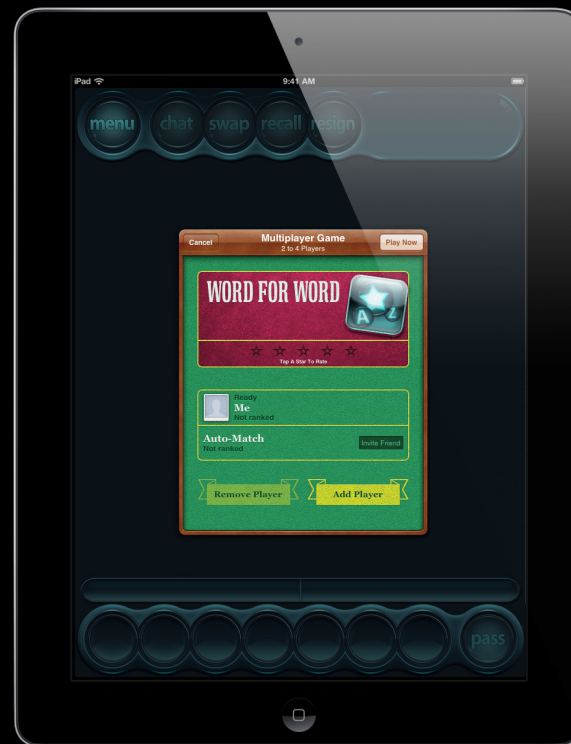 iPad 9:41 AM
menu chat swap recall resign
Cancel Multiplayer Game Play Now
2 to 4 Players
WORD FOR WORD
A Z
Tap A Star To Rate
Ready
Me
Not ranked
Auto-Match
Not ranked
Invite Friend
Remove Player Add Player
pass